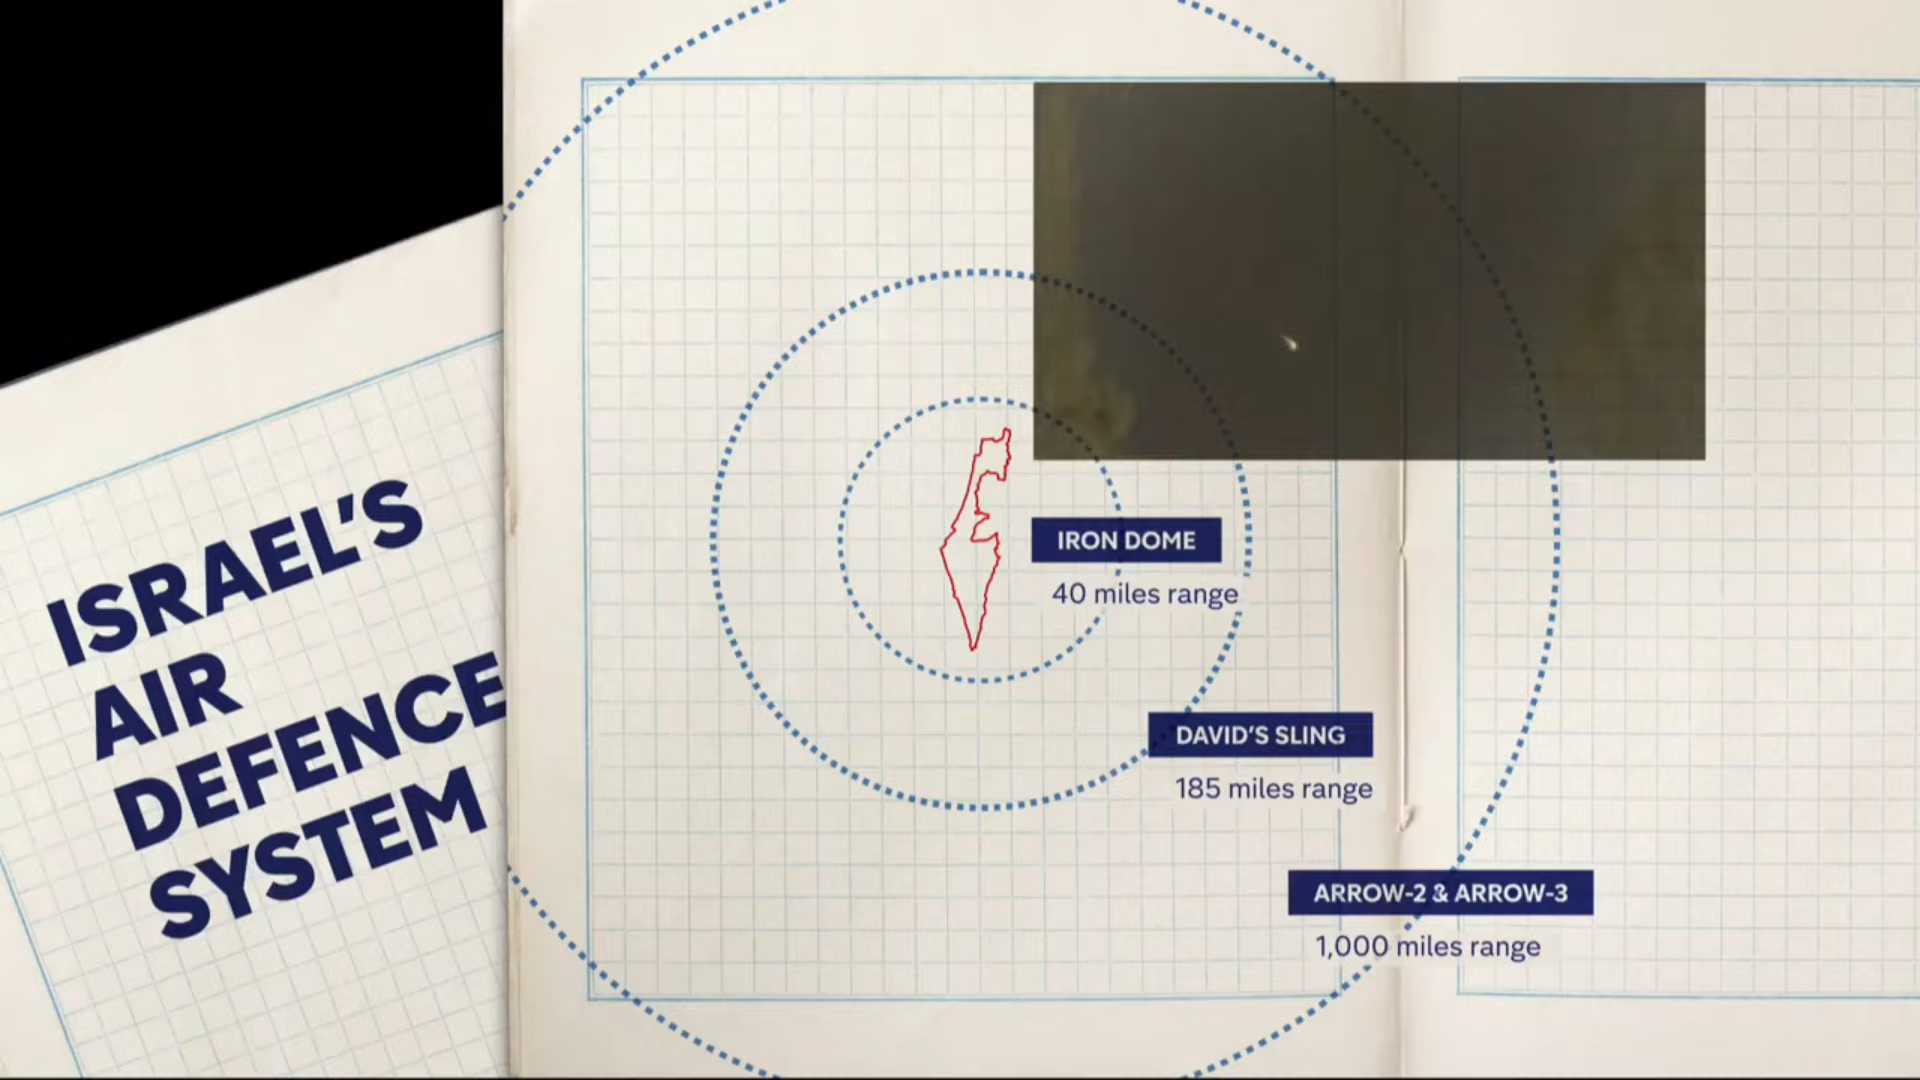 ISRAEL'S
AIR
DEFENCE
SYSTEM
IRON DOME
40 miles range
DAVID'S SLING
185 miles range
ARROW-2 & ARROW-3
1,000 miles range